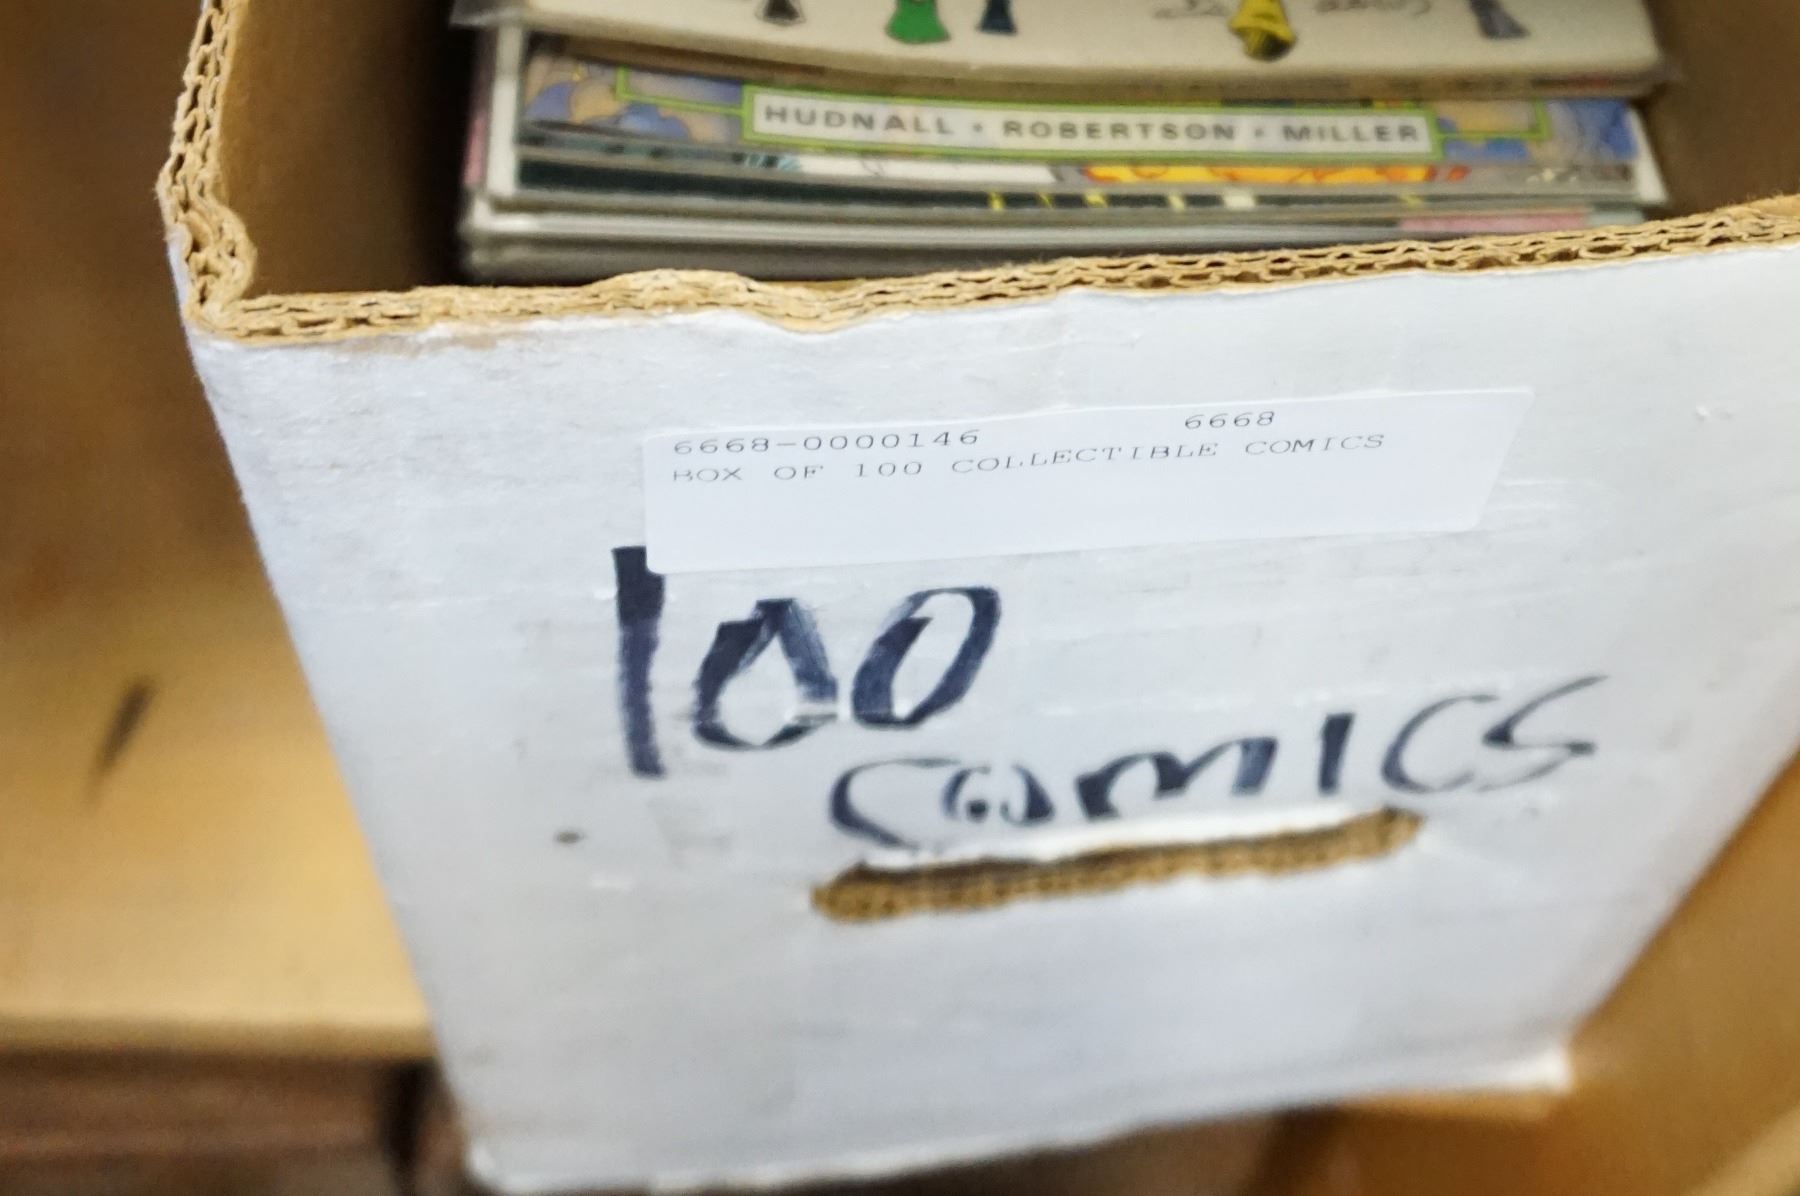 HUDNALL • ROBERTSON • MILLER
6668-0000146 6668
BOX OF 100 COLLECTIBLE COMICS
100
COMICS